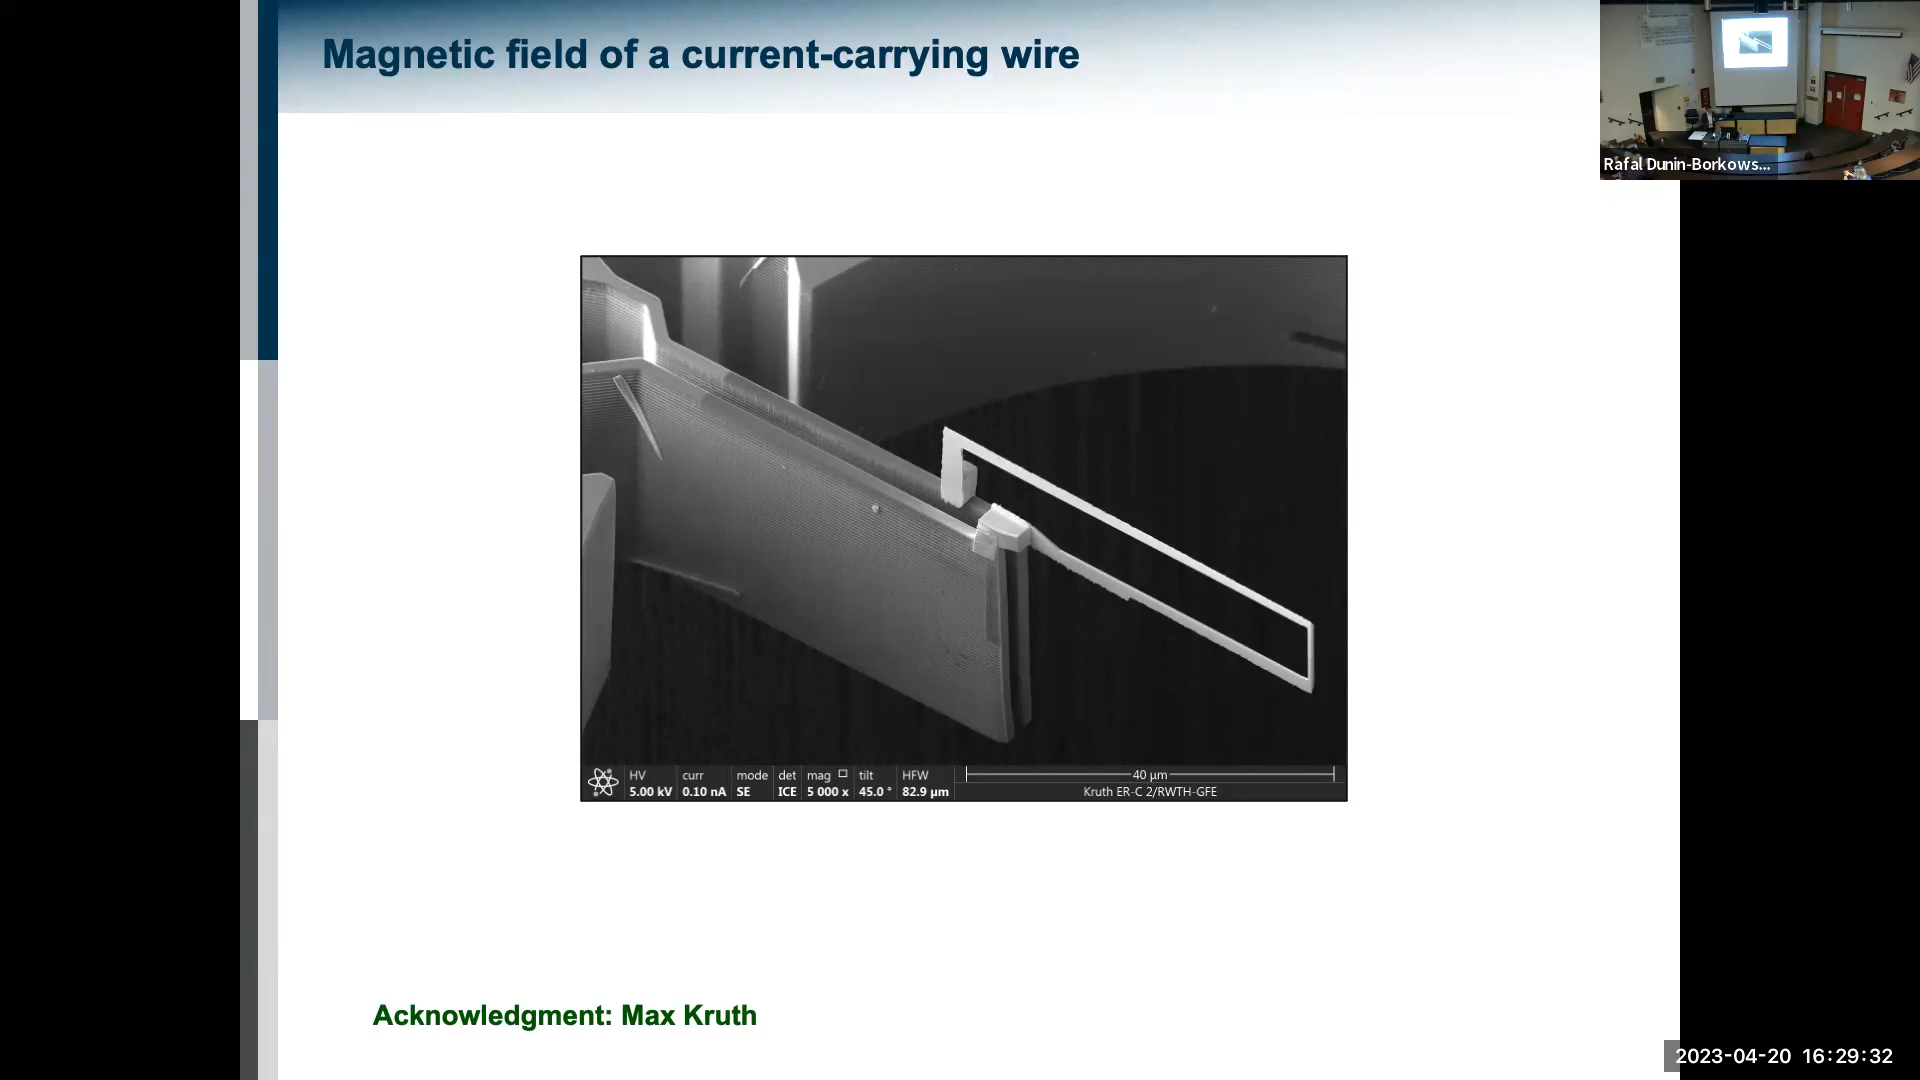 Magnetic field of a current-carrying wire
Rafal Dunin-Borkows...
HV curr mode det mag tilt HFW 40 µm
5.00 kV 0.10 nA SE ICE 5 000 x 45.0 ° 82.9 µm Kruth ER-C 2/RWTH-GFE
Acknowledgment: Max Kruth
2023-04-20 16:29:32